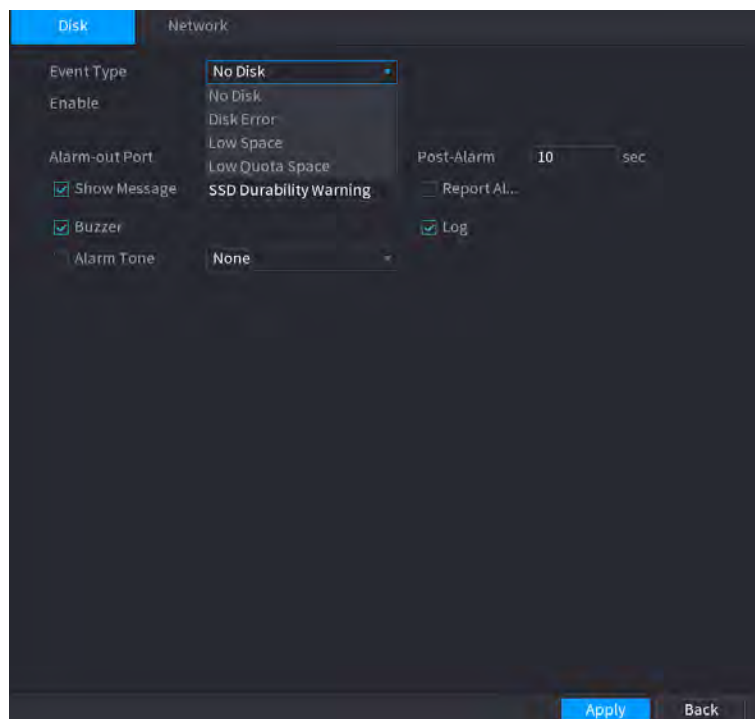 Disk Network
Event Type No Disk
No Disk
Enable
Disk Error
Low Space
Alarm-out Port Post-Alarm 10 sec
Low Quota Space
Show Message SSD Durability Warning Report Al...
Buzzer Log
Alarm Tone None
Apply Back